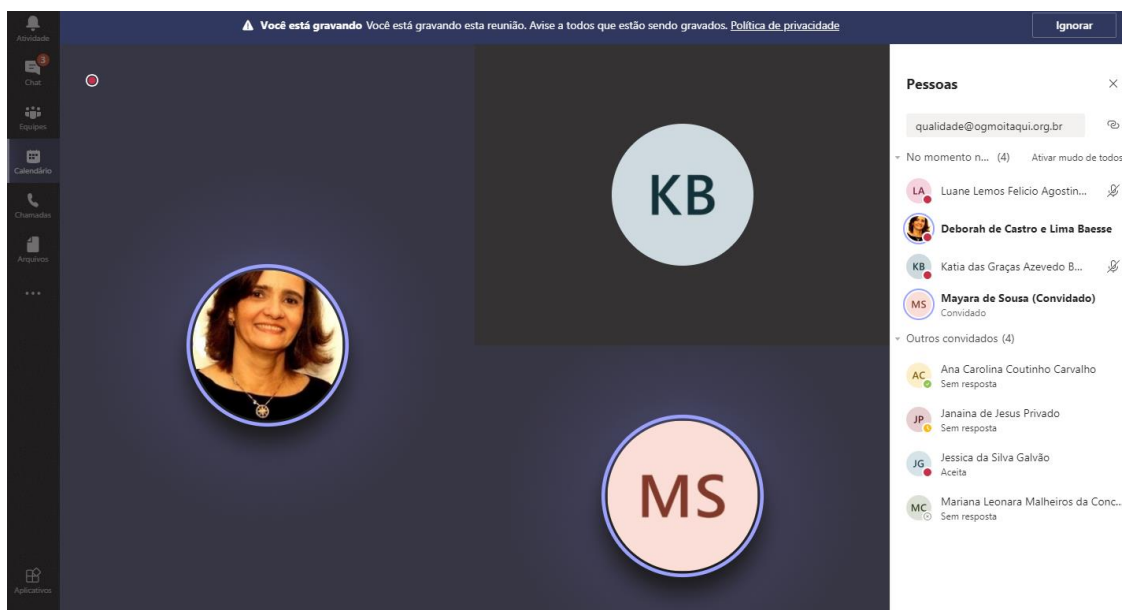 Você está gravando Você está gravando esta reunião. Avise a todos que estão sendo gravados. Política de privacidade
Ignorar
Atividade
3
Chat
Equipes
Calendário
Chamadas
Arquivos
Aplicativos
KB
MS
Pessoas
qualidade@ogmoitaqui.org.br
No momento n... (4) Ativar mudo de todos
LA Luane Lemos Felicio Agostin...
Deborah de Castro e Lima Baesse
KB Katia das Graças Azevedo B...
MS Mayara de Sousa (Convidado)
Convidado
Outros convidados (4)
AC Ana Carolina Coutinho Carvalho
Sem resposta
JP Janaina de Jesus Privado
Sem resposta
JG Jessica da Silva Galvão
Aceita
MC Mariana Leonara Malheiros da Conc...
Sem resposta